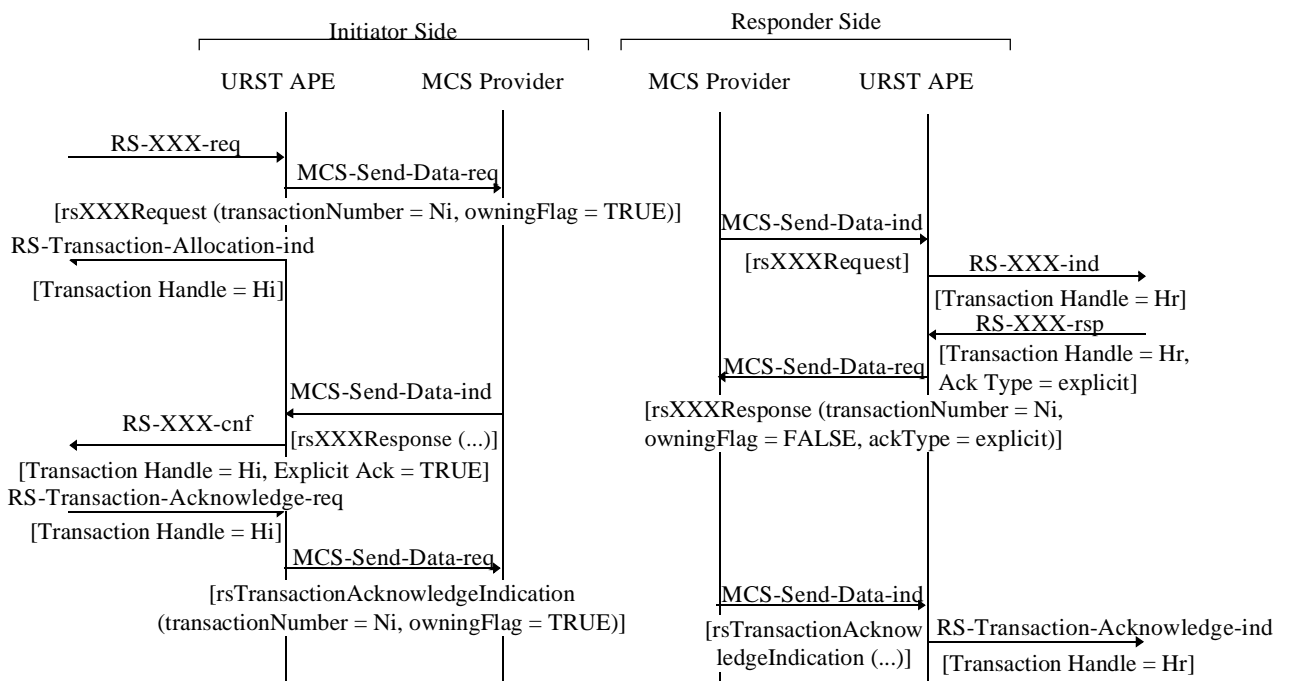 Initiator Side
Responder Side
URST APE
MCS Provider
MCS Provider
URST APE
RS-XXX-req
MCS-Send-Data-req
[rsXXXRequest (transactionNumber = Ni, owningFlag = TRUE)]
RS-Transaction-Allocation-ind
[Transaction Handle = Hi]
MCS-Send-Data-ind
[rsXXXRequest]
RS-XXX-ind
[Transaction Handle = Hr]
RS-XXX-rsp
[Transaction Handle = Hr,
Ack Type = explicit]
MCS-Send-Data-req
[rsXXXResponse (transactionNumber = Ni,
owningFlag = FALSE, ackType = explicit)]
MCS-Send-Data-ind
[rsXXXResponse (...)]
RS-XXX-cnf
[Transaction Handle = Hi, Explicit Ack = TRUE]
RS-Transaction-Acknowledge-req
[Transaction Handle = Hi]
MCS-Send-Data-req
[rsTransactionAcknowledgeIndication
(transactionNumber = Ni, owningFlag = TRUE)]
MCS-Send-Data-ind
[rsTransactionAcknow
ledgeIndication (...)]
RS-Transaction-Acknowledge-ind
[Transaction Handle = Hr]